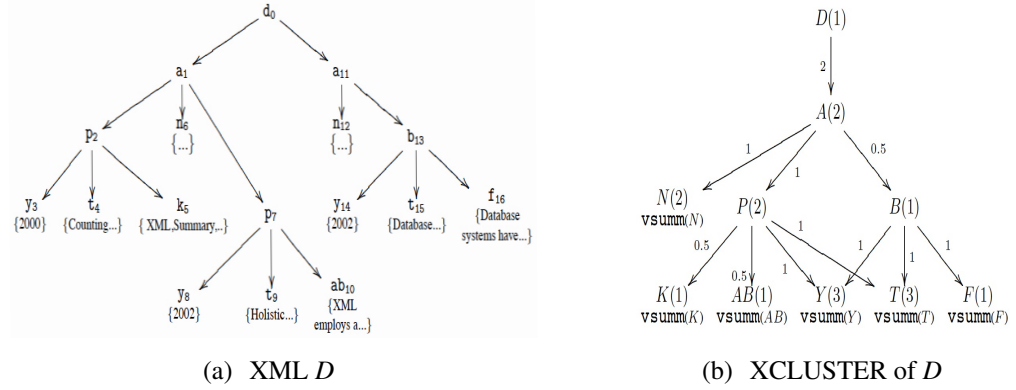 d0
a1
a11
p2
n6
{...}
n12
{...}
b13
y3
{2000}
t4
{Counting...}
k5
{ XML,Summary,..}
p7
y14
{2002}
t15
{Database...}
f16
{Database
systems have...}
y8
{2002}
t9
{Holistic...}
ab10
{XML
employs a...}
(a) XML D
D(1)
2
A(2)
1
1
0.5
N(2)
vsumm(N)
P(2)
B(1)
0.5
0.5
1
1
1
1
1
K(1)
vsumm(K)
AB(1)
vsumm(AB)
Y(3)
vsumm(Y)
T(3)
vsumm(T)
F(1)
vsumm(F)
(b) XCLUSTER of D